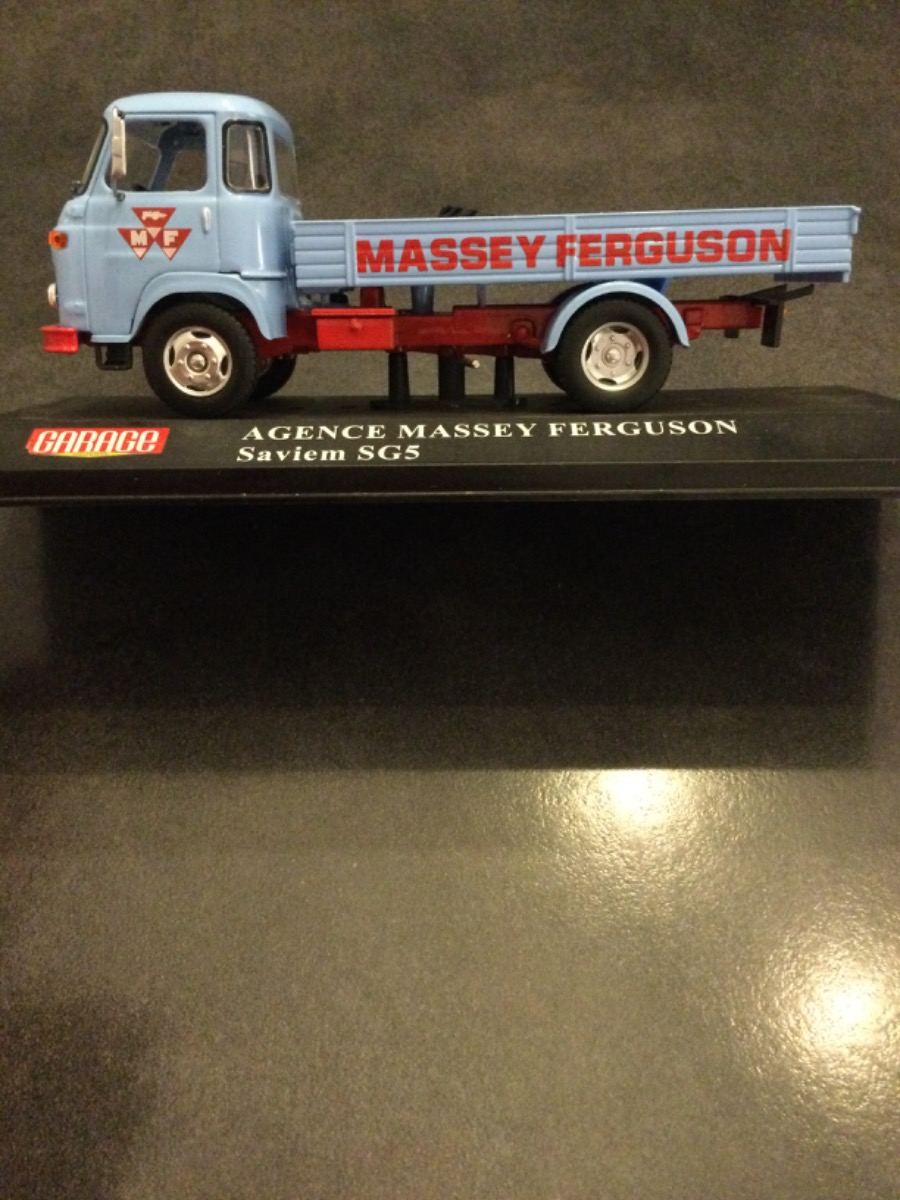 MF
MASSEY FERGUSON
GARAGE
AGENCE MASSEY FERGUSON
Saviem SG5